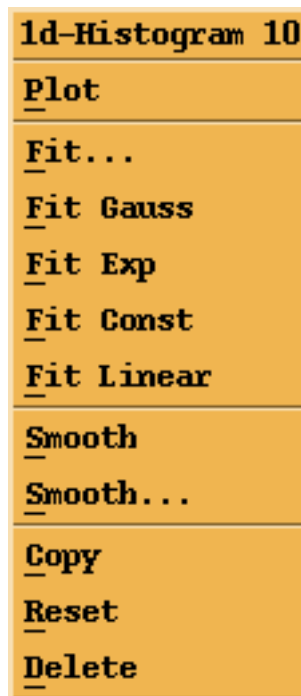 1d-Histogram 10
Plot
Fit...
Fit Gauss
Fit Exp
Fit Const
Fit Linear
Smooth
Smooth...
Copy
Reset
Delete